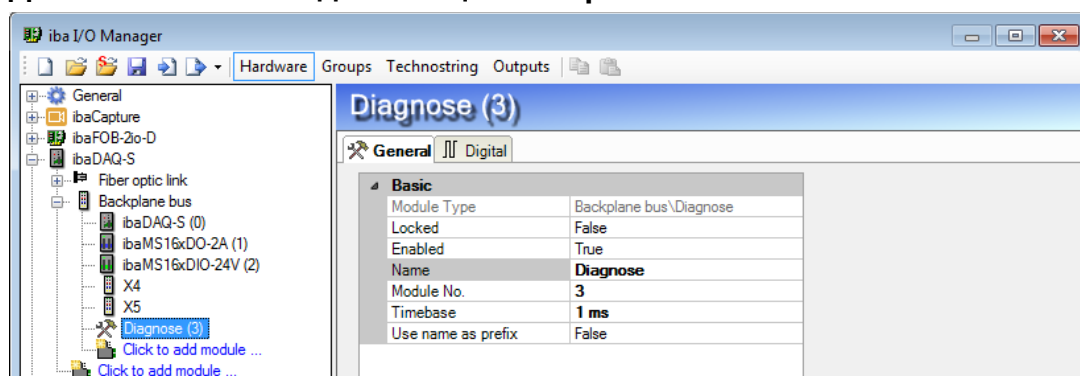 iba I/O Manager
Hardware Groups Technostring Outputs
General
ibaCapture
ibaFOB-2io-D
ibaDAQ-S
Fiber optic link
Backplane bus
ibaDAQ-S (0)
ibaMS16xDO-2A (1)
ibaMS16xDIO-24V (2)
X4
X5
Diagnose (3)
Click to add module ...
Click to add module ...
Diagnose (3)
General Digital
Basic
Module Type Backplane bus\Diagnose
Locked False
Enabled True
Name Diagnose
Module No. 3
Timebase 1 ms
Use name as prefix False